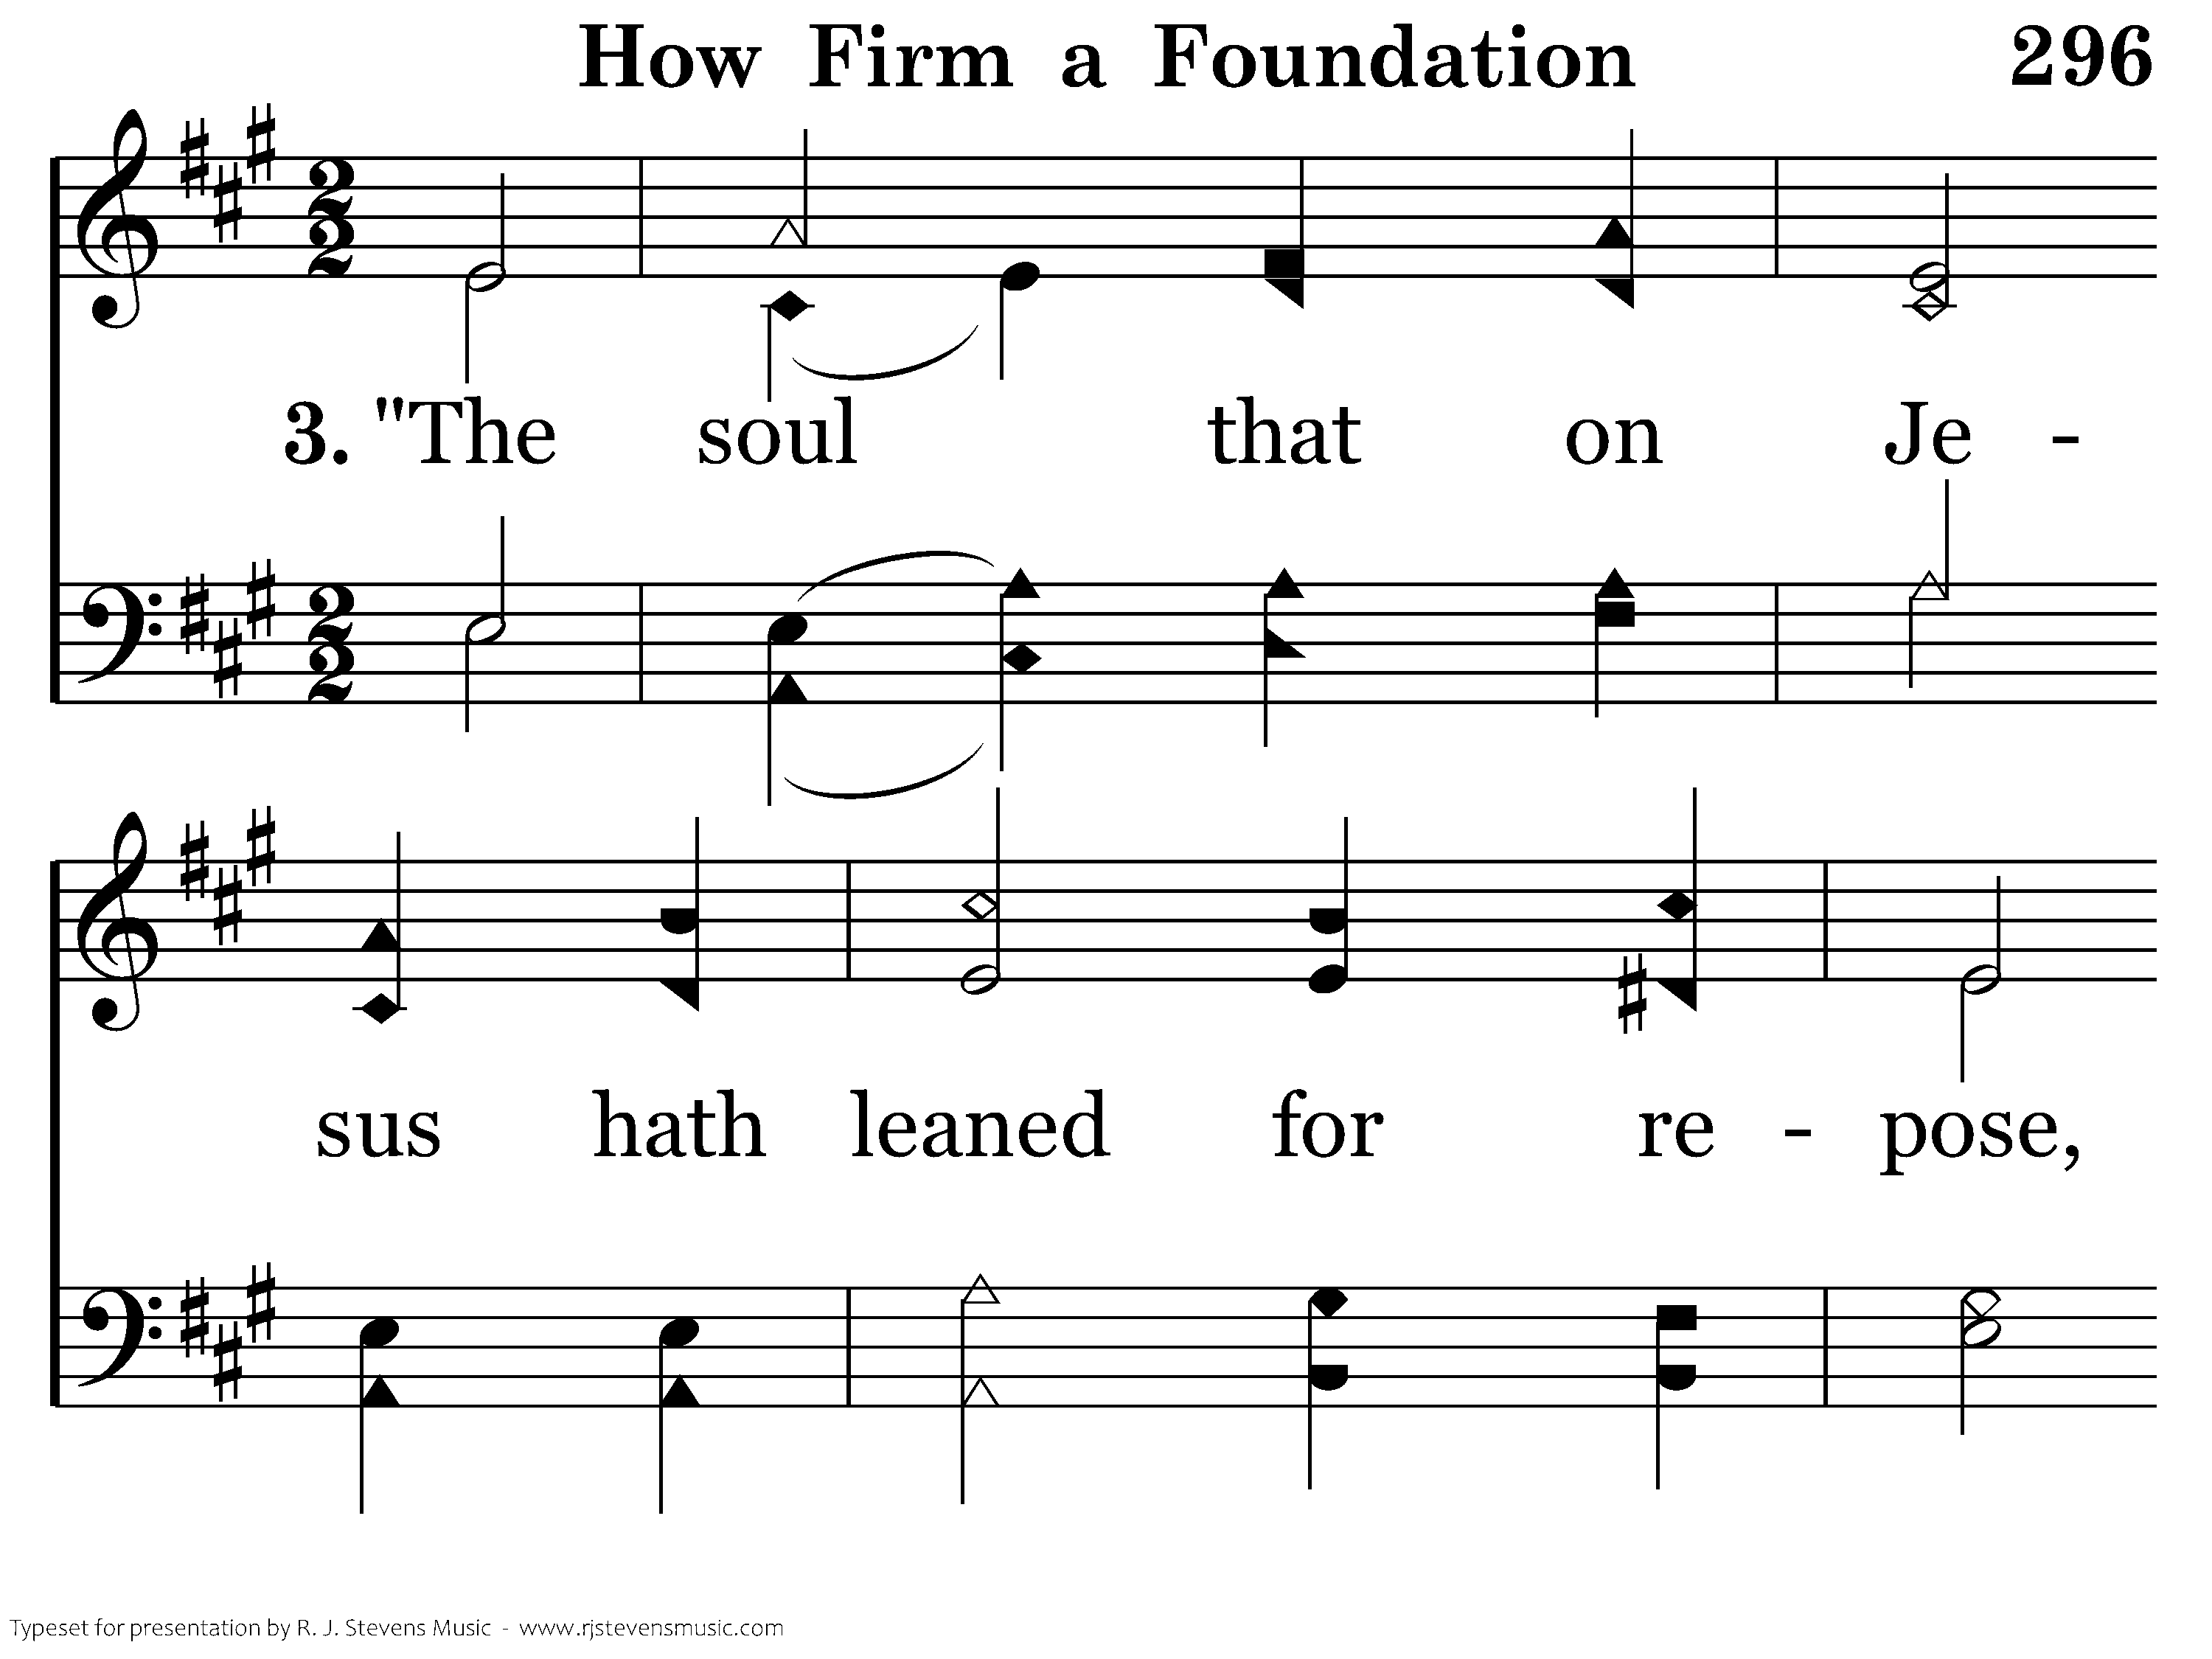 How Firm a Foundation 296
3. "The soul that on Je -
sus hath leaned for re - pose,
Typeset for presentation by R. J. Stevens Music - www.rjstevensmusic.com